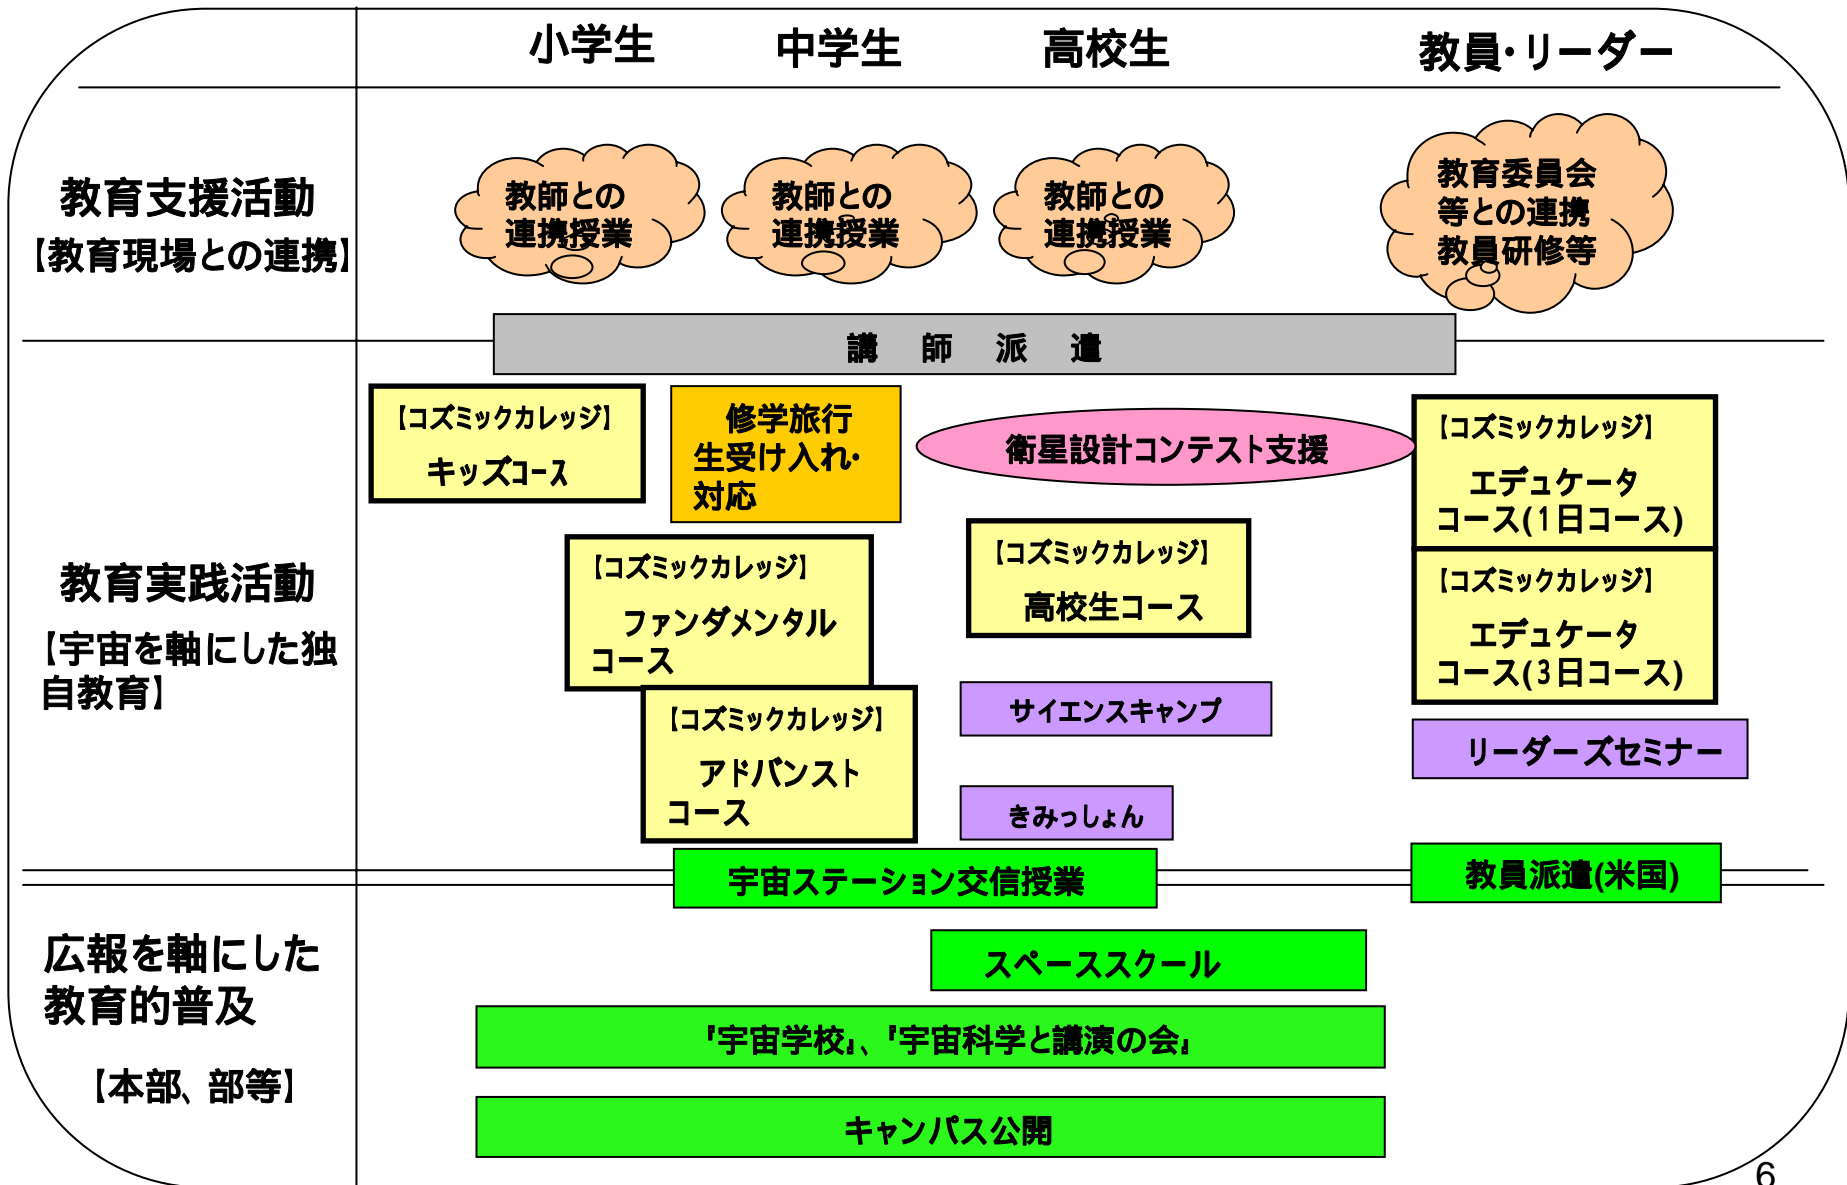 小学生
中学生
高校生
教員・リーダー
教育支援活動
【教育現場との連携】
教師との
連携授業
教師との
連携授業
教師との
連携授業
教育委員会
等との連携
教員研修等
講 師 派 遣
教育実践活動
【宇宙を軸にした独
自教育】
【コズミックカレッジ】
キッズコース
修学旅行
生受け入れ・
対応
衛星設計コンテスト支援
【コズミックカレッジ】
エデュケータ
コース(1日コース)
【コズミックカレッジ】
ファンダメンタル
コース
【コズミックカレッジ】
高校生コース
【コズミックカレッジ】
エデュケータ
コース(3日コース)
【コズミックカレッジ】
アドバンスト
コース
サイエンスキャンプ
リーダーズセミナー
きみっしょん
宇宙ステーション交信授業
教員派遣(米国)
広報を軸にした
教育的普及
【本部、部等】
スペーススクール
『宇宙学校』、『宇宙科学と講演の会』
キャンパス公開
6